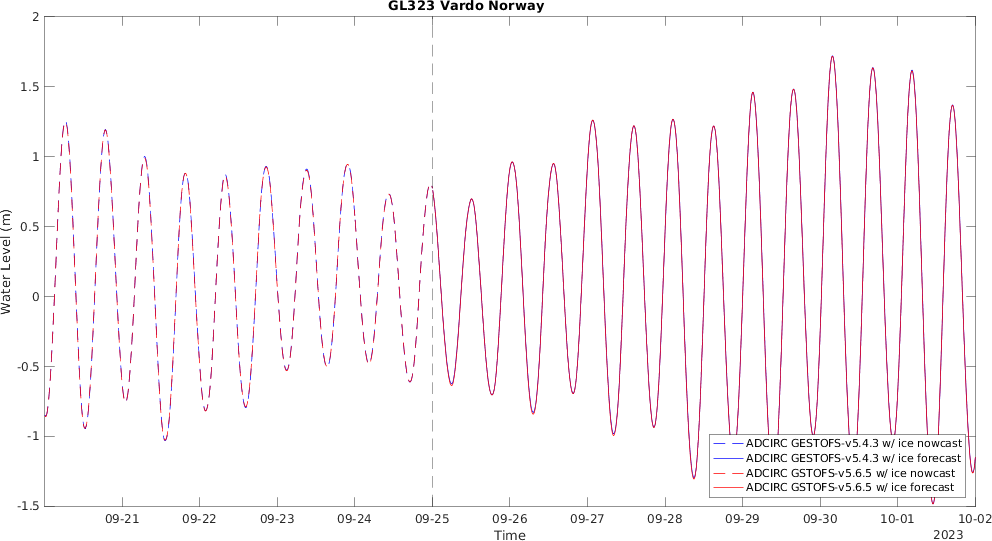 GL323 Vardo Norway
2
1.5
1
0.5
0
-0.5
-1
-1.5
Water Level (m)
ADCIRC GESTOFS-v5.4.3 w/ ice nowcast
ADCIRC GESTOFS-v5.4.3 w/ ice forecast
ADCIRC GSTOFS-v5.6.5 w/ ice nowcast
ADCIRC GSTOFS-v5.6.5 w/ ice forecast
09-21 09-22 09-23 09-24 09-25 09-26 09-27 09-28 09-29 09-30 10-01 10-02
Time
2023